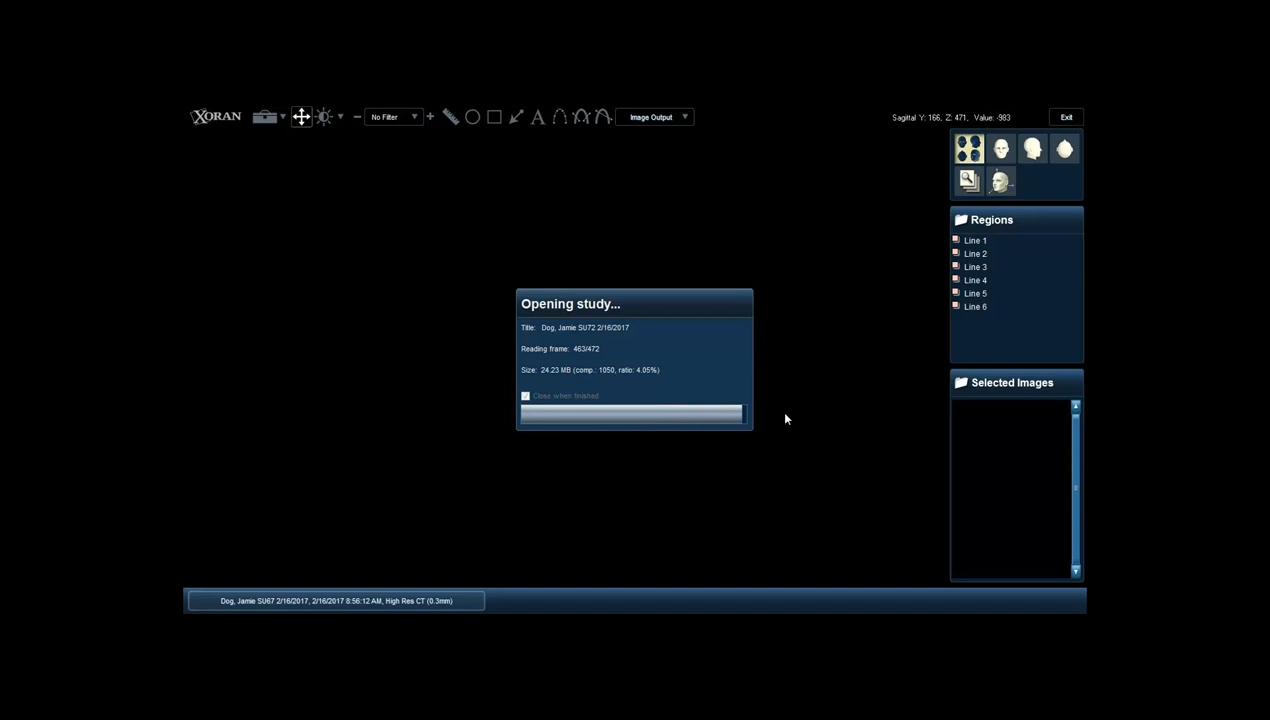 XORAN
No Filter
A
Image Output
Sagittal Y: 166, Z: 471, Value: -983
Exit
Regions
Line 1
Line 2
Line 3
Line 4
Line 5
Line 6
Opening study...
Title: Dog, Jamie SU72 2/16/2017
Reading frame: 463/472
Size: 24.23 MB (comp.: 1050, ratio: 4.05%)
Close when finished
Selected Images
Dog, Jamie SU67 2/16/2017, 2/16/2017 8:56:12 AM, High Res CT (0.3mm)